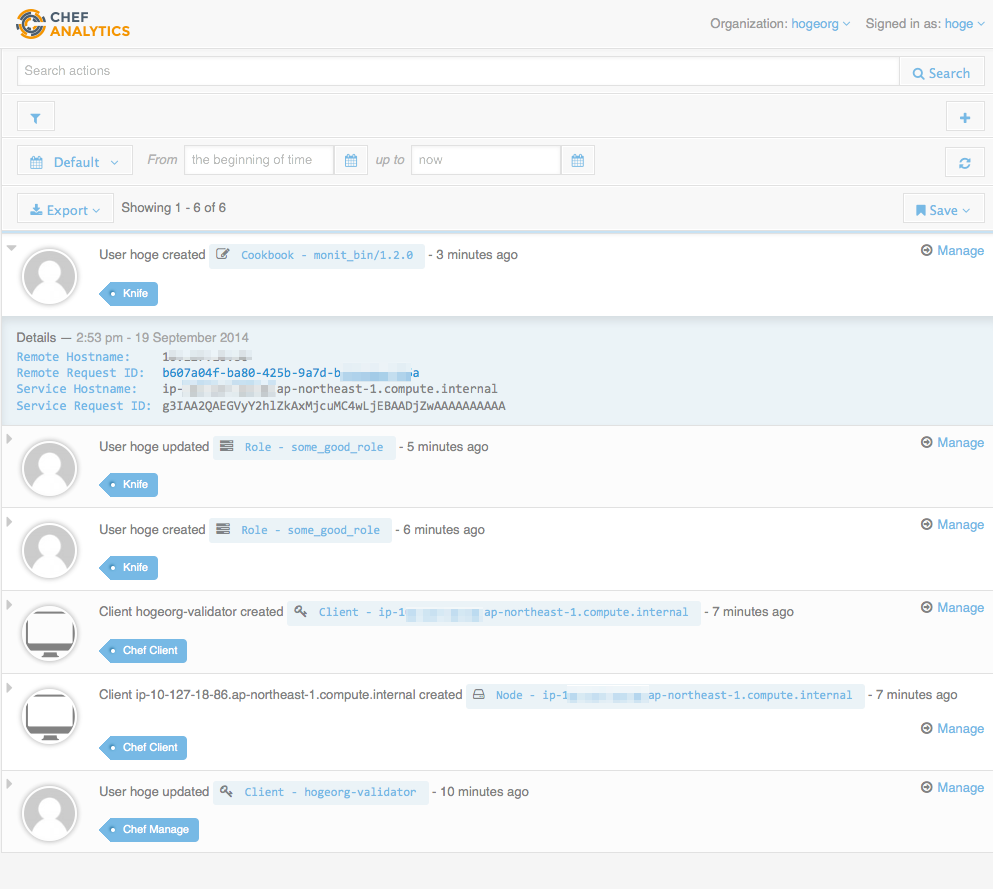 CHEF
ANALYTICS
Organization: hogeorg
Signed in as: hoge
Search actions
Search
Default
From
the beginning of time
up to
now
Export
Showing 1 - 6 of 6
Save
User hoge created Cookbook - monit_bin/1.2.0 - 3 minutes ago
Manage
Knife
Details — 2:53 pm - 19 September 2014
Remote Hostname:
Remote Request ID: b607a04f-ba80-425b-9a7d-b
Service Hostname: ip- ap-northeast-1.compute.internal
Service Request ID: g3IAA2QAEGVyY2hlZkAxMjcuMC4wLjEBAADjZwAAAAAAAAAA
User hoge updated Role - some_good_role - 5 minutes ago
Manage
Knife
User hoge created Role - some_good_role - 6 minutes ago
Manage
Knife
Client hogeorg-validator created Client - ip-1 ap-northeast-1.compute.internal - 7 minutes ago
Manage
Chef Client
Client ip-10-127-18-86.ap-northeast-1.compute.internal created Node - ip-1 ap-northeast-1.compute.internal - 7 minutes ago
Manage
Chef Client
User hoge updated Client - hogeorg-validator - 10 minutes ago
Manage
Chef Manage